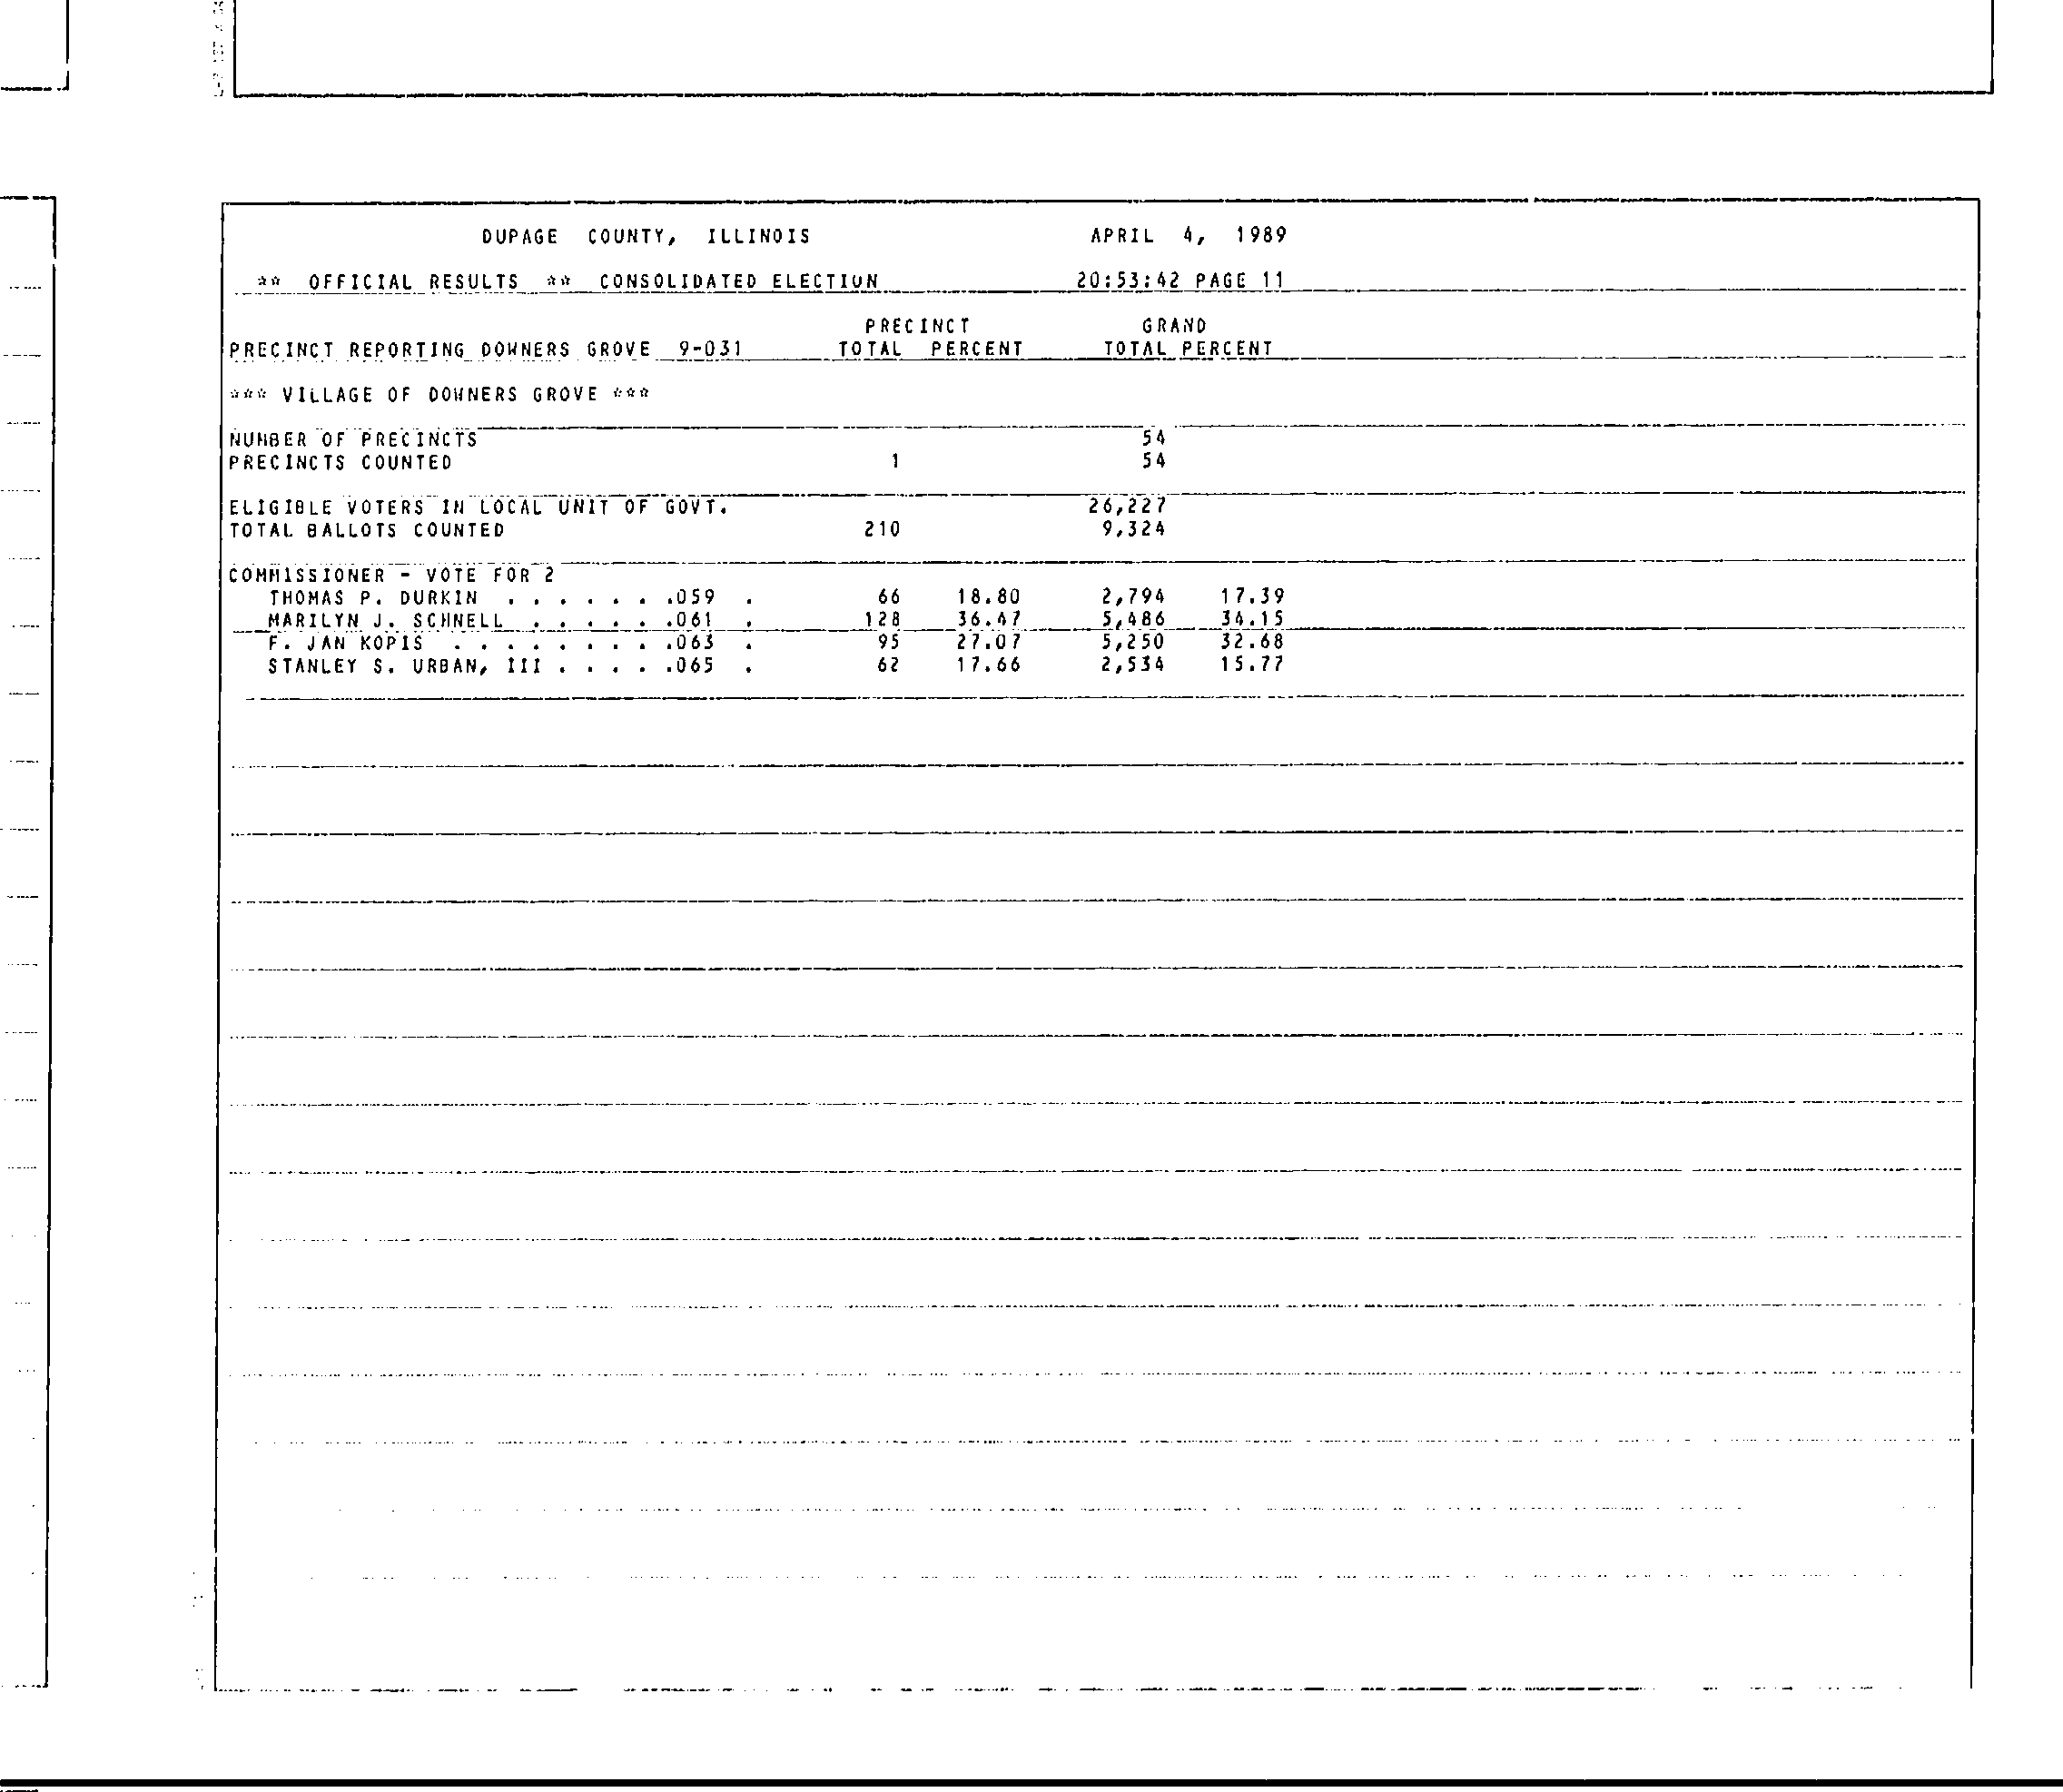 DUPAGE COUNTY, ILLINOIS APRIL 4, 1989
** OFFICIAL RESULTS ** CONSOLIDATED ELECTION 20:53:42 PAGE 11
PRECINCT GRAND
PRECINCT REPORTING DOWNERS GROVE 9-031 TOTAL PERCENT TOTAL PERCENT
*** VILLAGE OF DOWNERS GROVE ***
NUMBER OF PRECINCTS 54
PRECINCTS COUNTED 1 54
ELIGIBLE VOTERS IN LOCAL UNIT OF GOVT. 26,227
TOTAL BALLOTS COUNTED 210 9,324
COMMISSIONER - VOTE FOR 2
THOMAS P. DURKIN . . . . . . .059 . 66 18.80 2,794 17.39
MARILYN J. SCHNELL . . . . . .061 . 128 36.47 5,486 34.15
F. JAN KOPIS . . . . . . . . .063 . 95 27.07 5,250 32.68
STANLEY S. URBAN, III . . . . .065 . 62 17.66 2,534 15.77